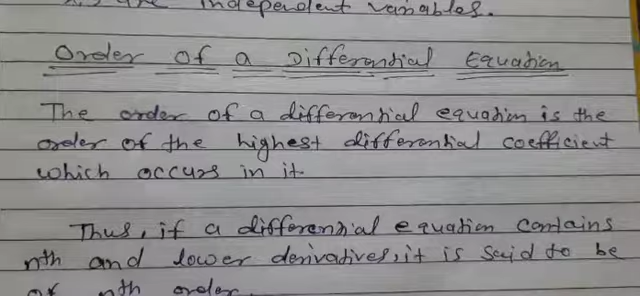 are independent variables.
Order of a Differential Equation
The order of a differential equation is the
order of the highest differential coefficient
which occurs in it.
Thus, if a differential equation contains
nth and lower derivatives, it is said to be
of nth order.